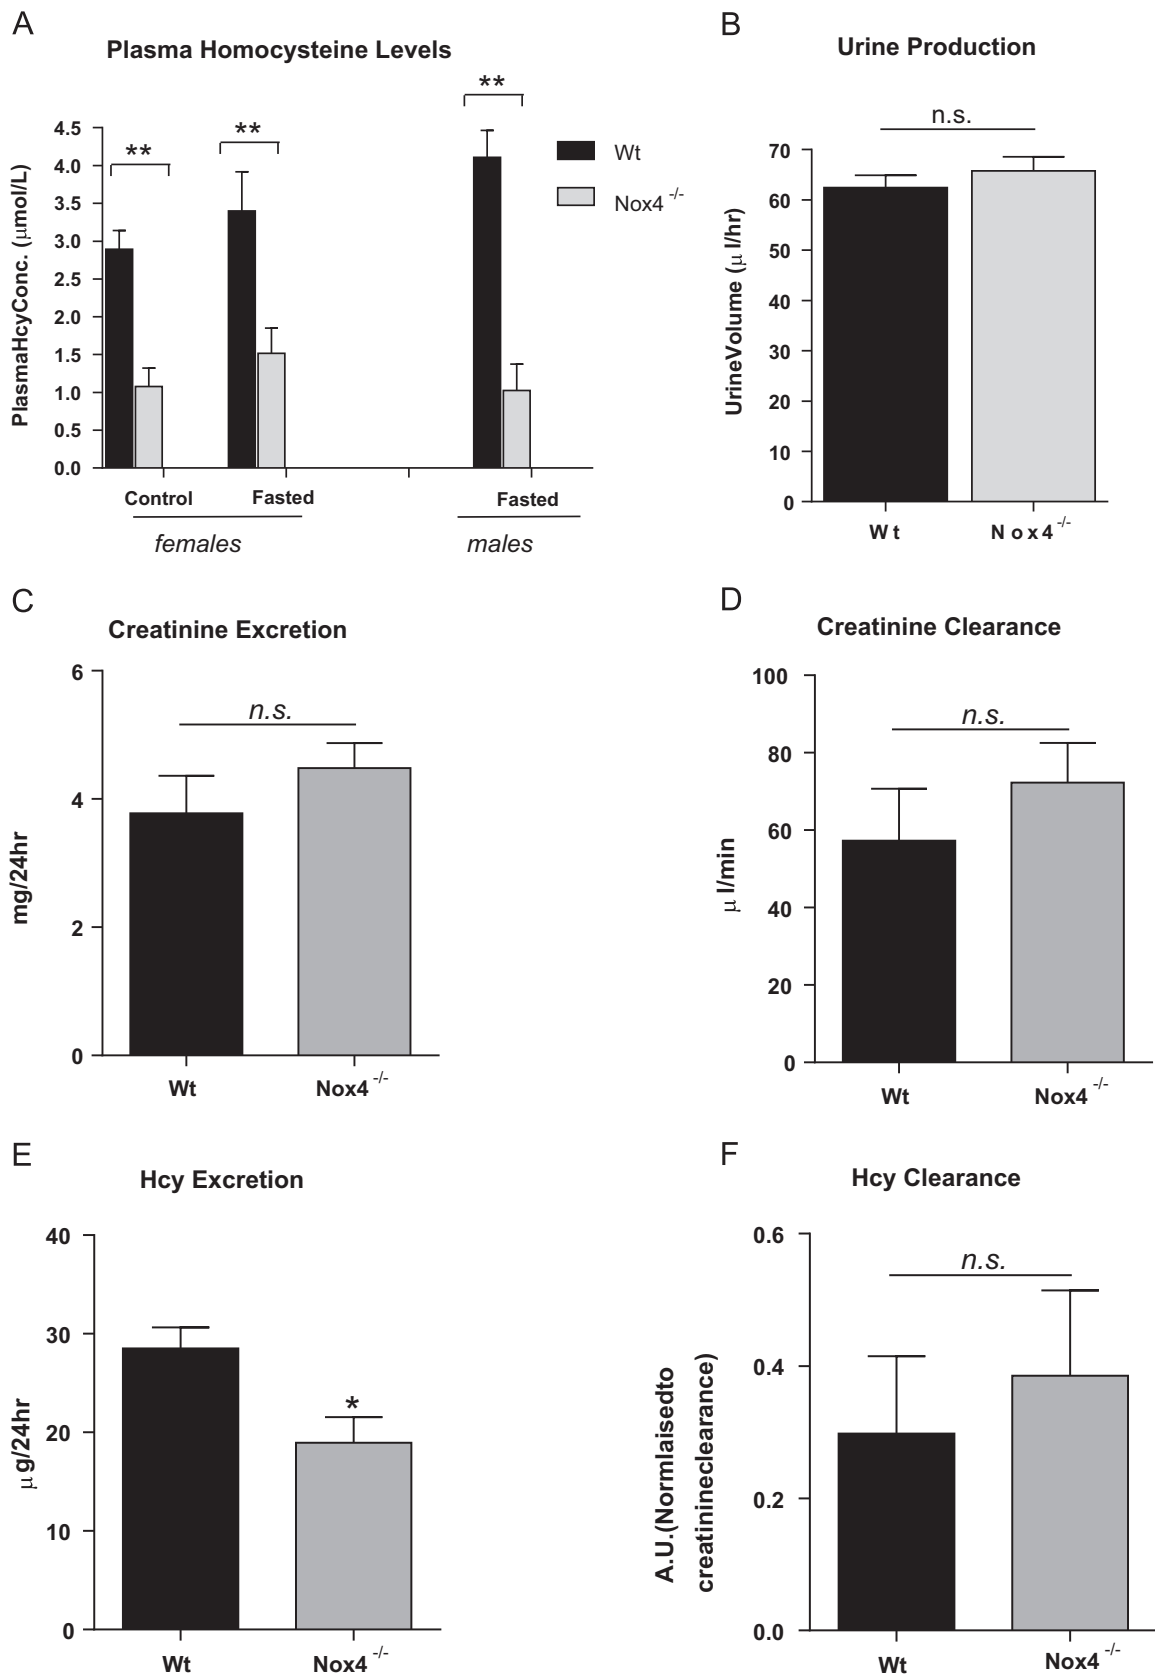 A
Plasma Homocysteine Levels
PlasmaHcyConc. (μmol/L)
4.5
4.0
3.5
3.0
2.5
2.0
1.5
1.0
0.5
0.0
**
**
**
Wt
Nox4 -/-
Control
Fasted
Fasted
females
males
B
Urine Production
n.s.
UrineVolume (μ l/hr)
70
60
50
40
30
20
10
0
Wt
Nox4 -/-
C
Creatinine Excretion
n.s.
mg/24hr
6
4
2
0
Wt
Nox4 -/-
D
Creatinine Clearance
n.s.
μ l/min
100
80
60
40
20
0
Wt
Nox4 -/-
E
Hcy Excretion
*
μ g/24hr
40
30
20
10
0
Wt
Nox4 -/-
F
Hcy Clearance
n.s.
A.U.(Normlaisedto
creatinineclearance)
0.6
0.4
0.2
0.0
Wt
Nox4 -/-